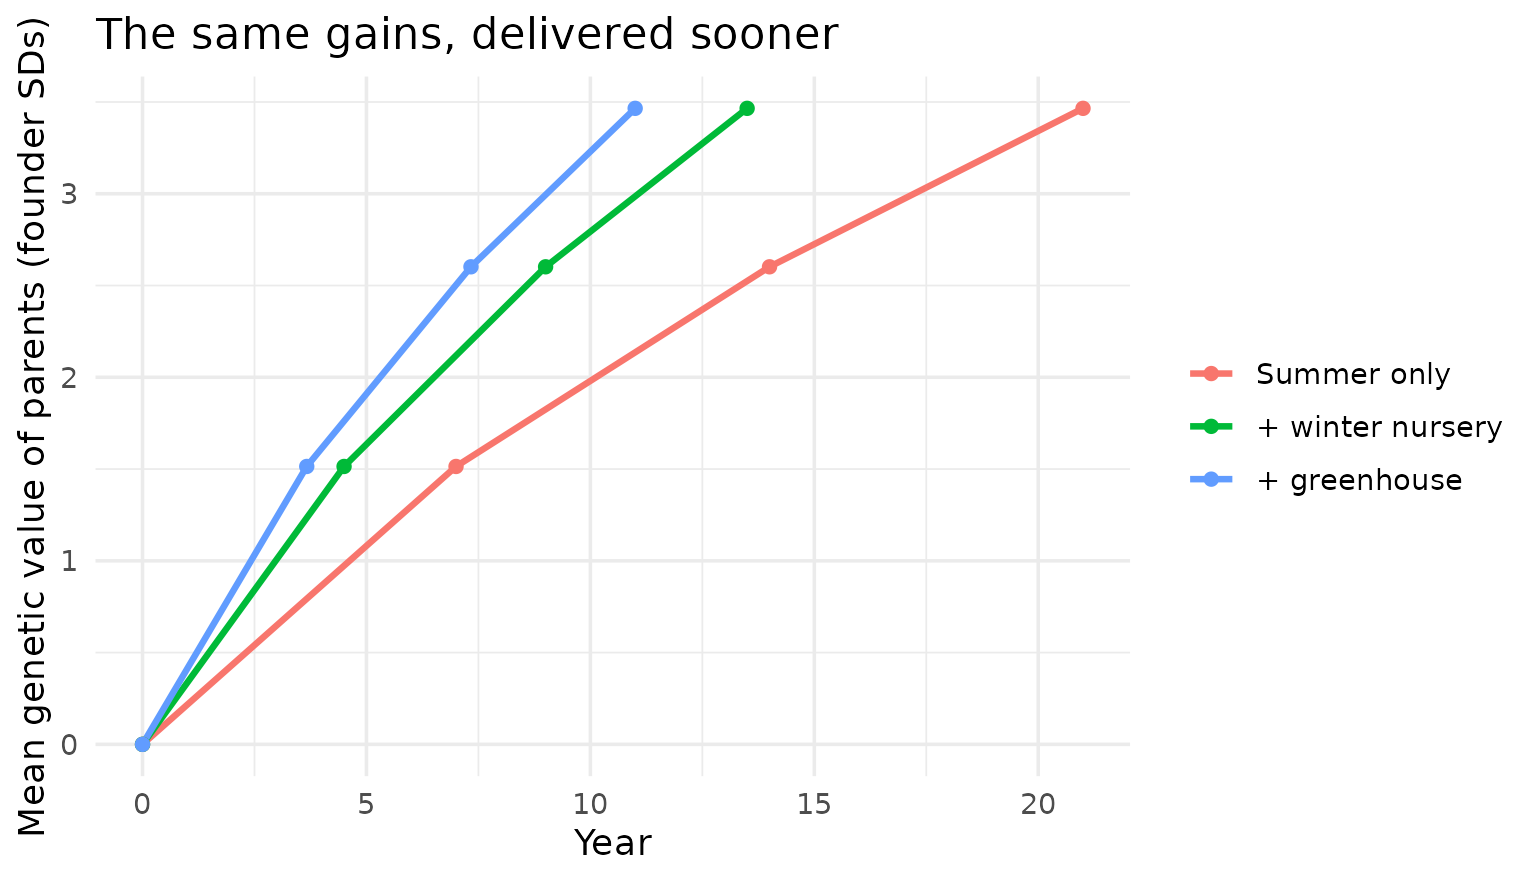 The same gains, delivered sooner
Mean genetic value of parents (founder SDs)
3
2
1
0
0 5 10 15 20
Year
Summer only
+ winter nursery
+ greenhouse